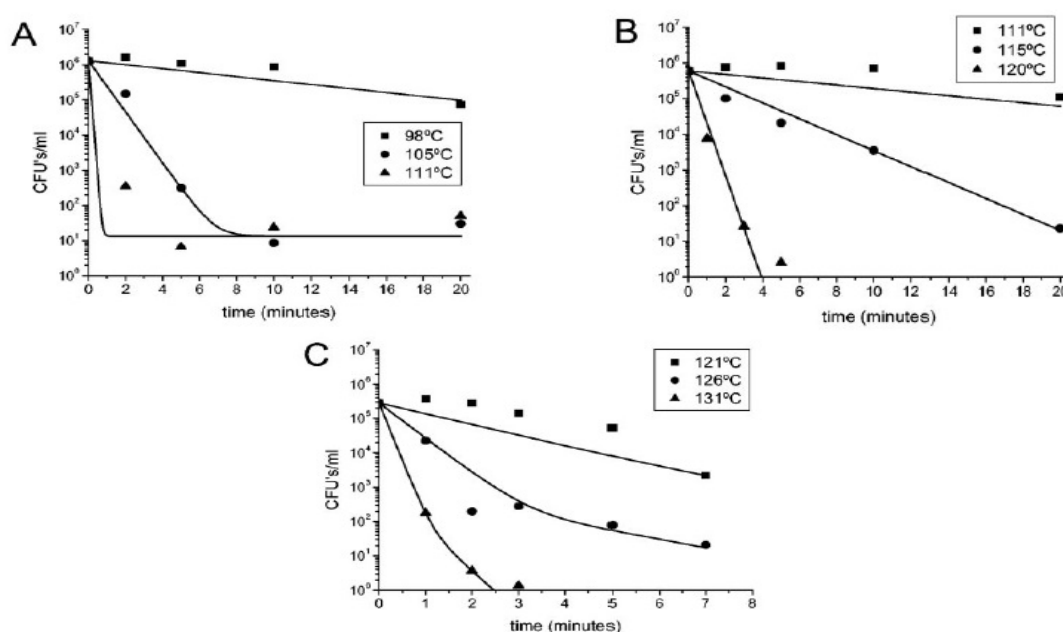 A
CFU's/ml
10⁷
10⁶
10⁵
10⁴
10³
10²
10¹
10⁰
98ºC
105ºC
111ºC
0 2 4 6 8 10 12 14 16 18 20
time (minutes)
B
CFU's/ml
10⁷
10⁶
10⁵
10⁴
10³
10²
10¹
10⁰
111ºC
115ºC
120ºC
0 2 4 6 8 10 12 14 16 18 20
time (minutes)
C
CFU's/ml
10⁷
10⁶
10⁵
10⁴
10³
10²
10¹
10⁰
121ºC
126ºC
131ºC
0 1 2 3 4 5 6 7 8
time (minutes)